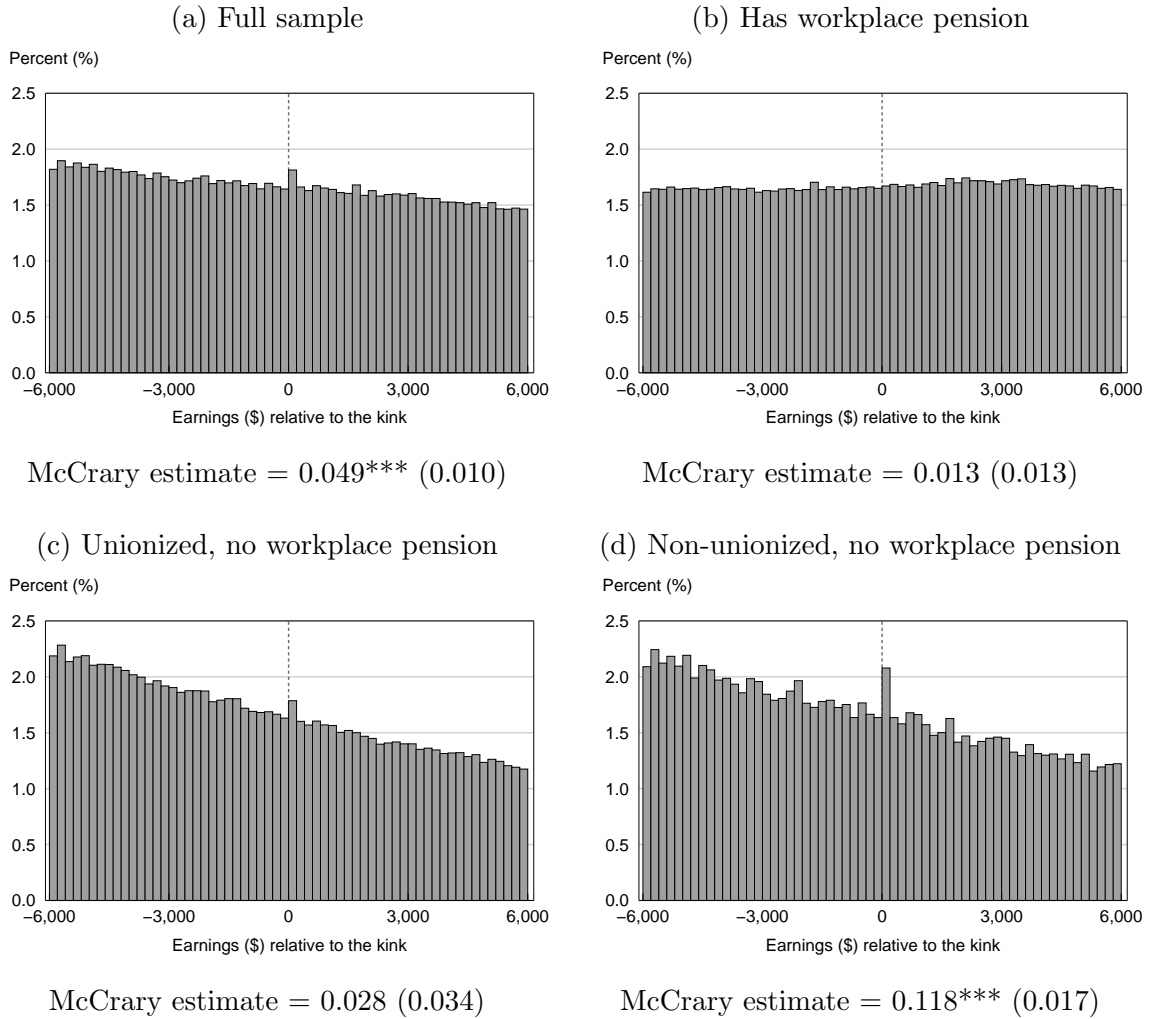 (a) Full sample
Percent (%)
2.5
2.0
1.5
1.0
0.5
0.0
−6,000 −3,000 0 3,000 6,000
Earnings ($) relative to the kink
McCrary estimate = 0.049*** (0.010)
(b) Has workplace pension
Percent (%)
2.5
2.0
1.5
1.0
0.5
0.0
−6,000 −3,000 0 3,000 6,000
Earnings ($) relative to the kink
McCrary estimate = 0.013 (0.013)
(c) Unionized, no workplace pension
Percent (%)
2.5
2.0
1.5
1.0
0.5
0.0
−6,000 −3,000 0 3,000 6,000
Earnings ($) relative to the kink
McCrary estimate = 0.028 (0.034)
(d) Non-unionized, no workplace pension
Percent (%)
2.5
2.0
1.5
1.0
0.5
0.0
−6,000 −3,000 0 3,000 6,000
Earnings ($) relative to the kink
McCrary estimate = 0.118*** (0.017)